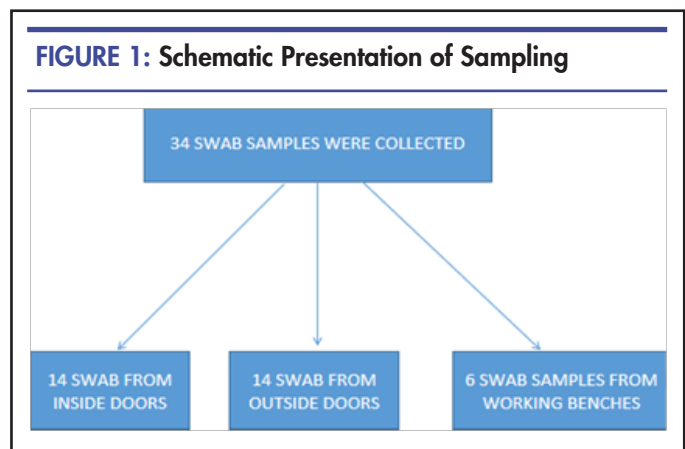 FIGURE 1: Schematic Presentation of Sampling
34 SWAB SAMPLES WERE COLLECTED
14 SWAB FROM
INSIDE DOORS
14 SWAB FROM
OUTSIDE DOORS
6 SWAB SAMPLES FROM
WORKING BENCHES